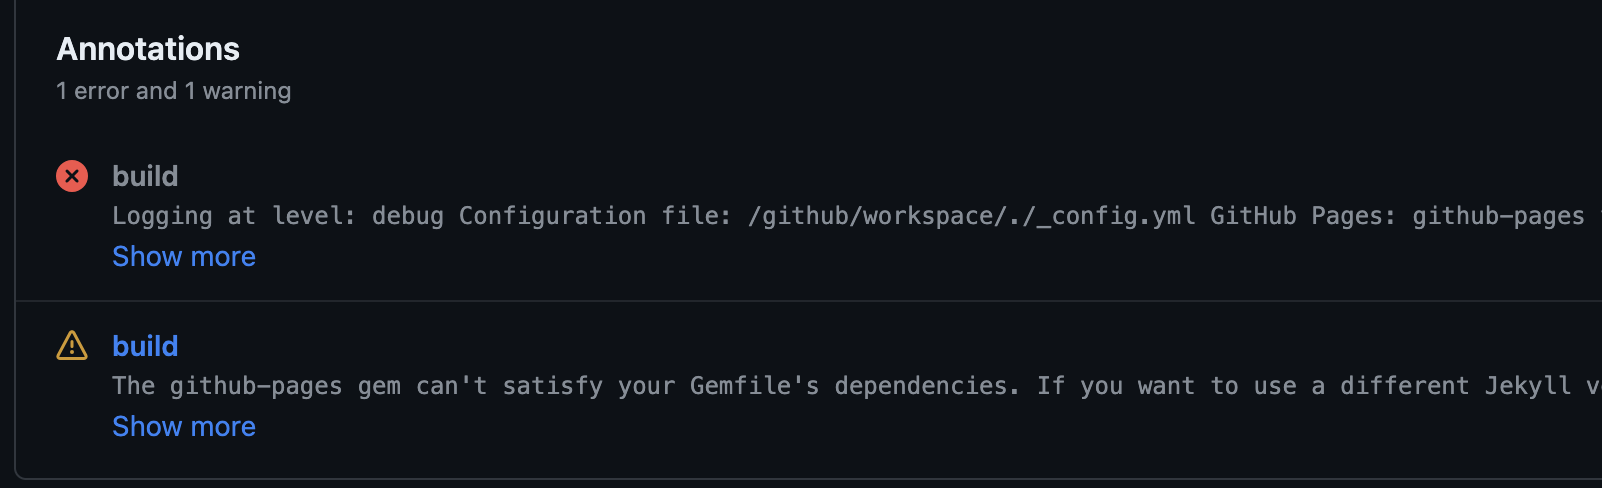 Annotations
1 error and 1 warning
build
Logging at level: debug Configuration file: /github/workspace/./_config.yml GitHub Pages: github-pages
Show more
build
The github-pages gem can't satisfy your Gemfile's dependencies. If you want to use a different Jekyll
Show more